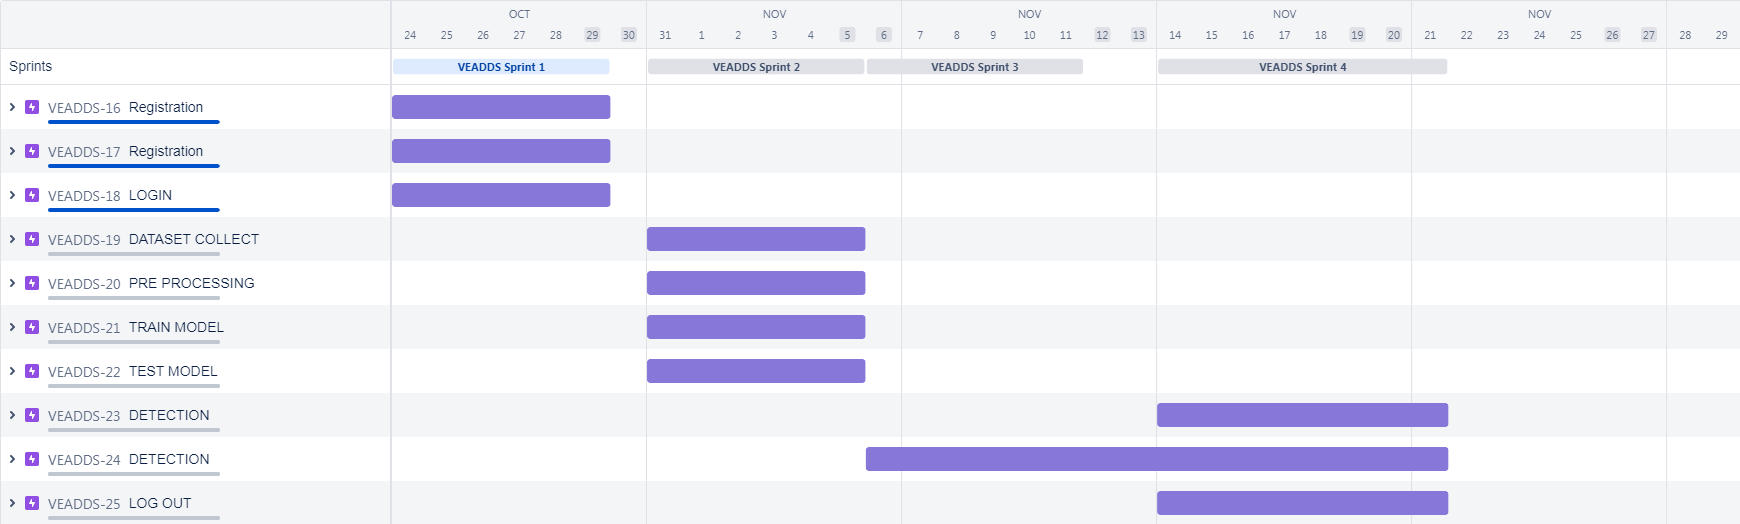 OCT NOV NOV NOV NOV
24 25 26 27 28 29 30 31 1 2 3 4 5 6 7 8 9 10 11 12 13 14 15 16 17 18 19 20 21 22 23 24 25 26 27 28 29
Sprints VEADDS Sprint 1 VEADDS Sprint 2 VEADDS Sprint 3 VEADDS Sprint 4
VEADDS-16 Registration
VEADDS-17 Registration
VEADDS-18 LOGIN
VEADDS-19 DATASET COLLECT
VEADDS-20 PRE PROCESSING
VEADDS-21 TRAIN MODEL
VEADDS-22 TEST MODEL
VEADDS-23 DETECTION
VEADDS-24 DETECTION
VEADDS-25 LOG OUT